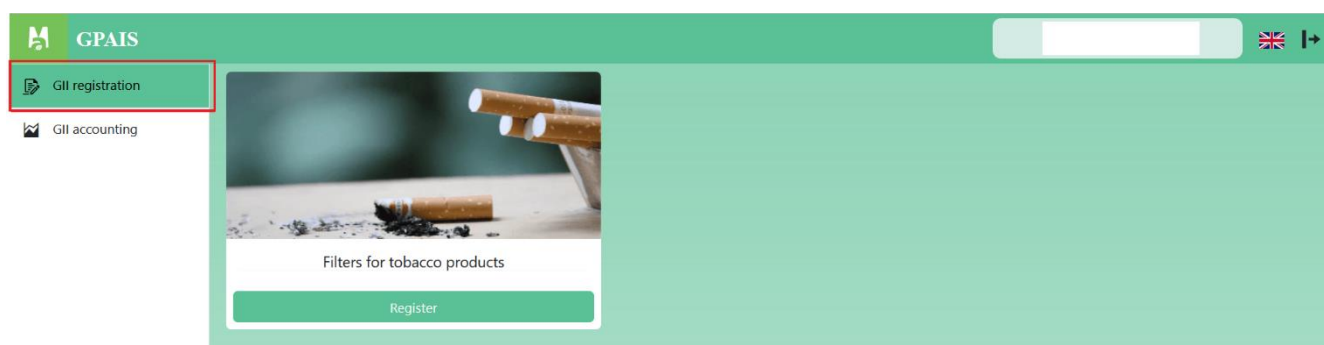 GPAIS
GII registration
GII accounting
Filters for tobacco products
Register